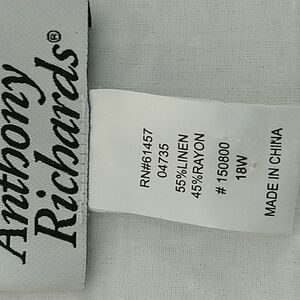 Anthony
Richards®
RN#61457
04735
55%LINEN
45%RAYON
# 150800
18W
MADE IN CHINA